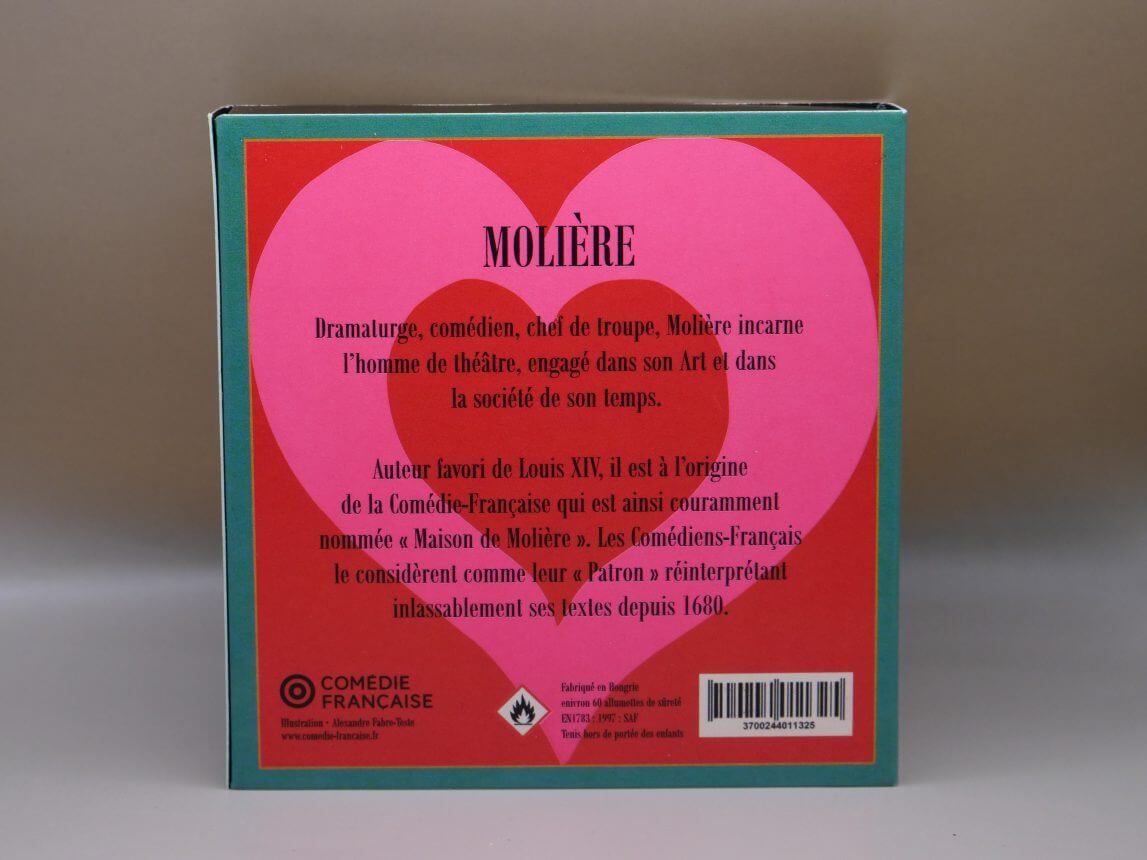 MOLIÈRE
Dramaturge, comédien, chef de troupe, Molière incarne
l'homme de théâtre, engagé dans son Art et dans
la société de son temps.
Auteur favori de Louis XIV, il est à l'origine
de la Comédie-Française qui est ainsi couramment
nommée « Maison de Molière ». Les Comédiens-Français
le considèrent comme leur « Patron » réinterprétant
inlassablement ses textes depuis 1680.
COMÉDIE
FRANÇAISE
Illustration • Alexandre Fabre-Teste
www.comedie-francaise.fr
Fabriqué en Hongrie
enivron 60 allumettes de sûreté
EN1783 : 1997 : SAF
Tenis hors de portée des enfants
3700244011325